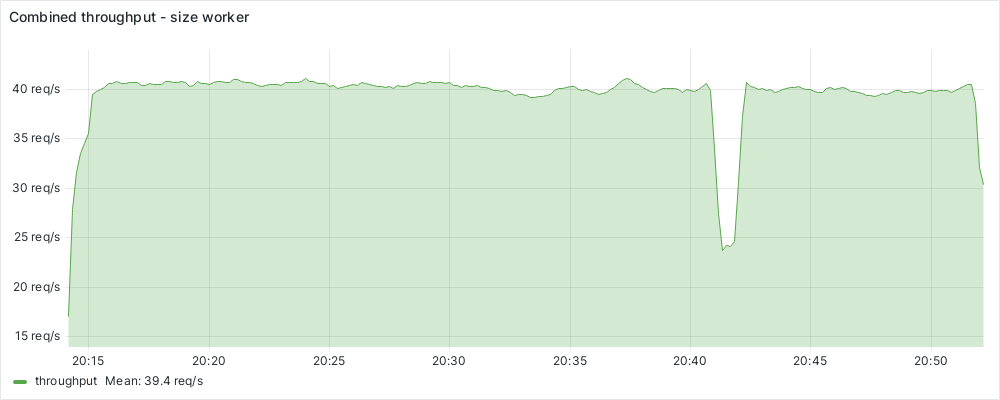 Combined throughput - size worker
40 req/s
35 req/s
30 req/s
25 req/s
20 req/s
15 req/s
20:15 20:20 20:25 20:30 20:35 20:40 20:45 20:50
throughput Mean: 39.4 req/s